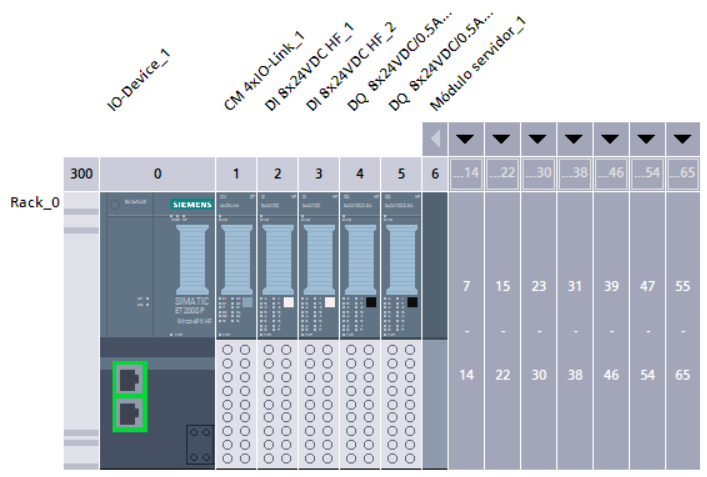 IO-Device_1
CM 4xIO-Link_1
DI 8x24VDC HF_1
DI 8x24VDC HF_2
DQ 8x24VDC/0.5A...
DQ 8x24VDC/0.5A...
Módulo servidor_1
300 0 1 2 3 4 5 6 ...14 ...22 ...30 ...38 ...46 ...54 ...65
Rack_0
SIEMENS
SIMATIC
ET 200SP
7 15 23 31 39 47 55
- - - - - - -
14 22 30 38 46 54 65